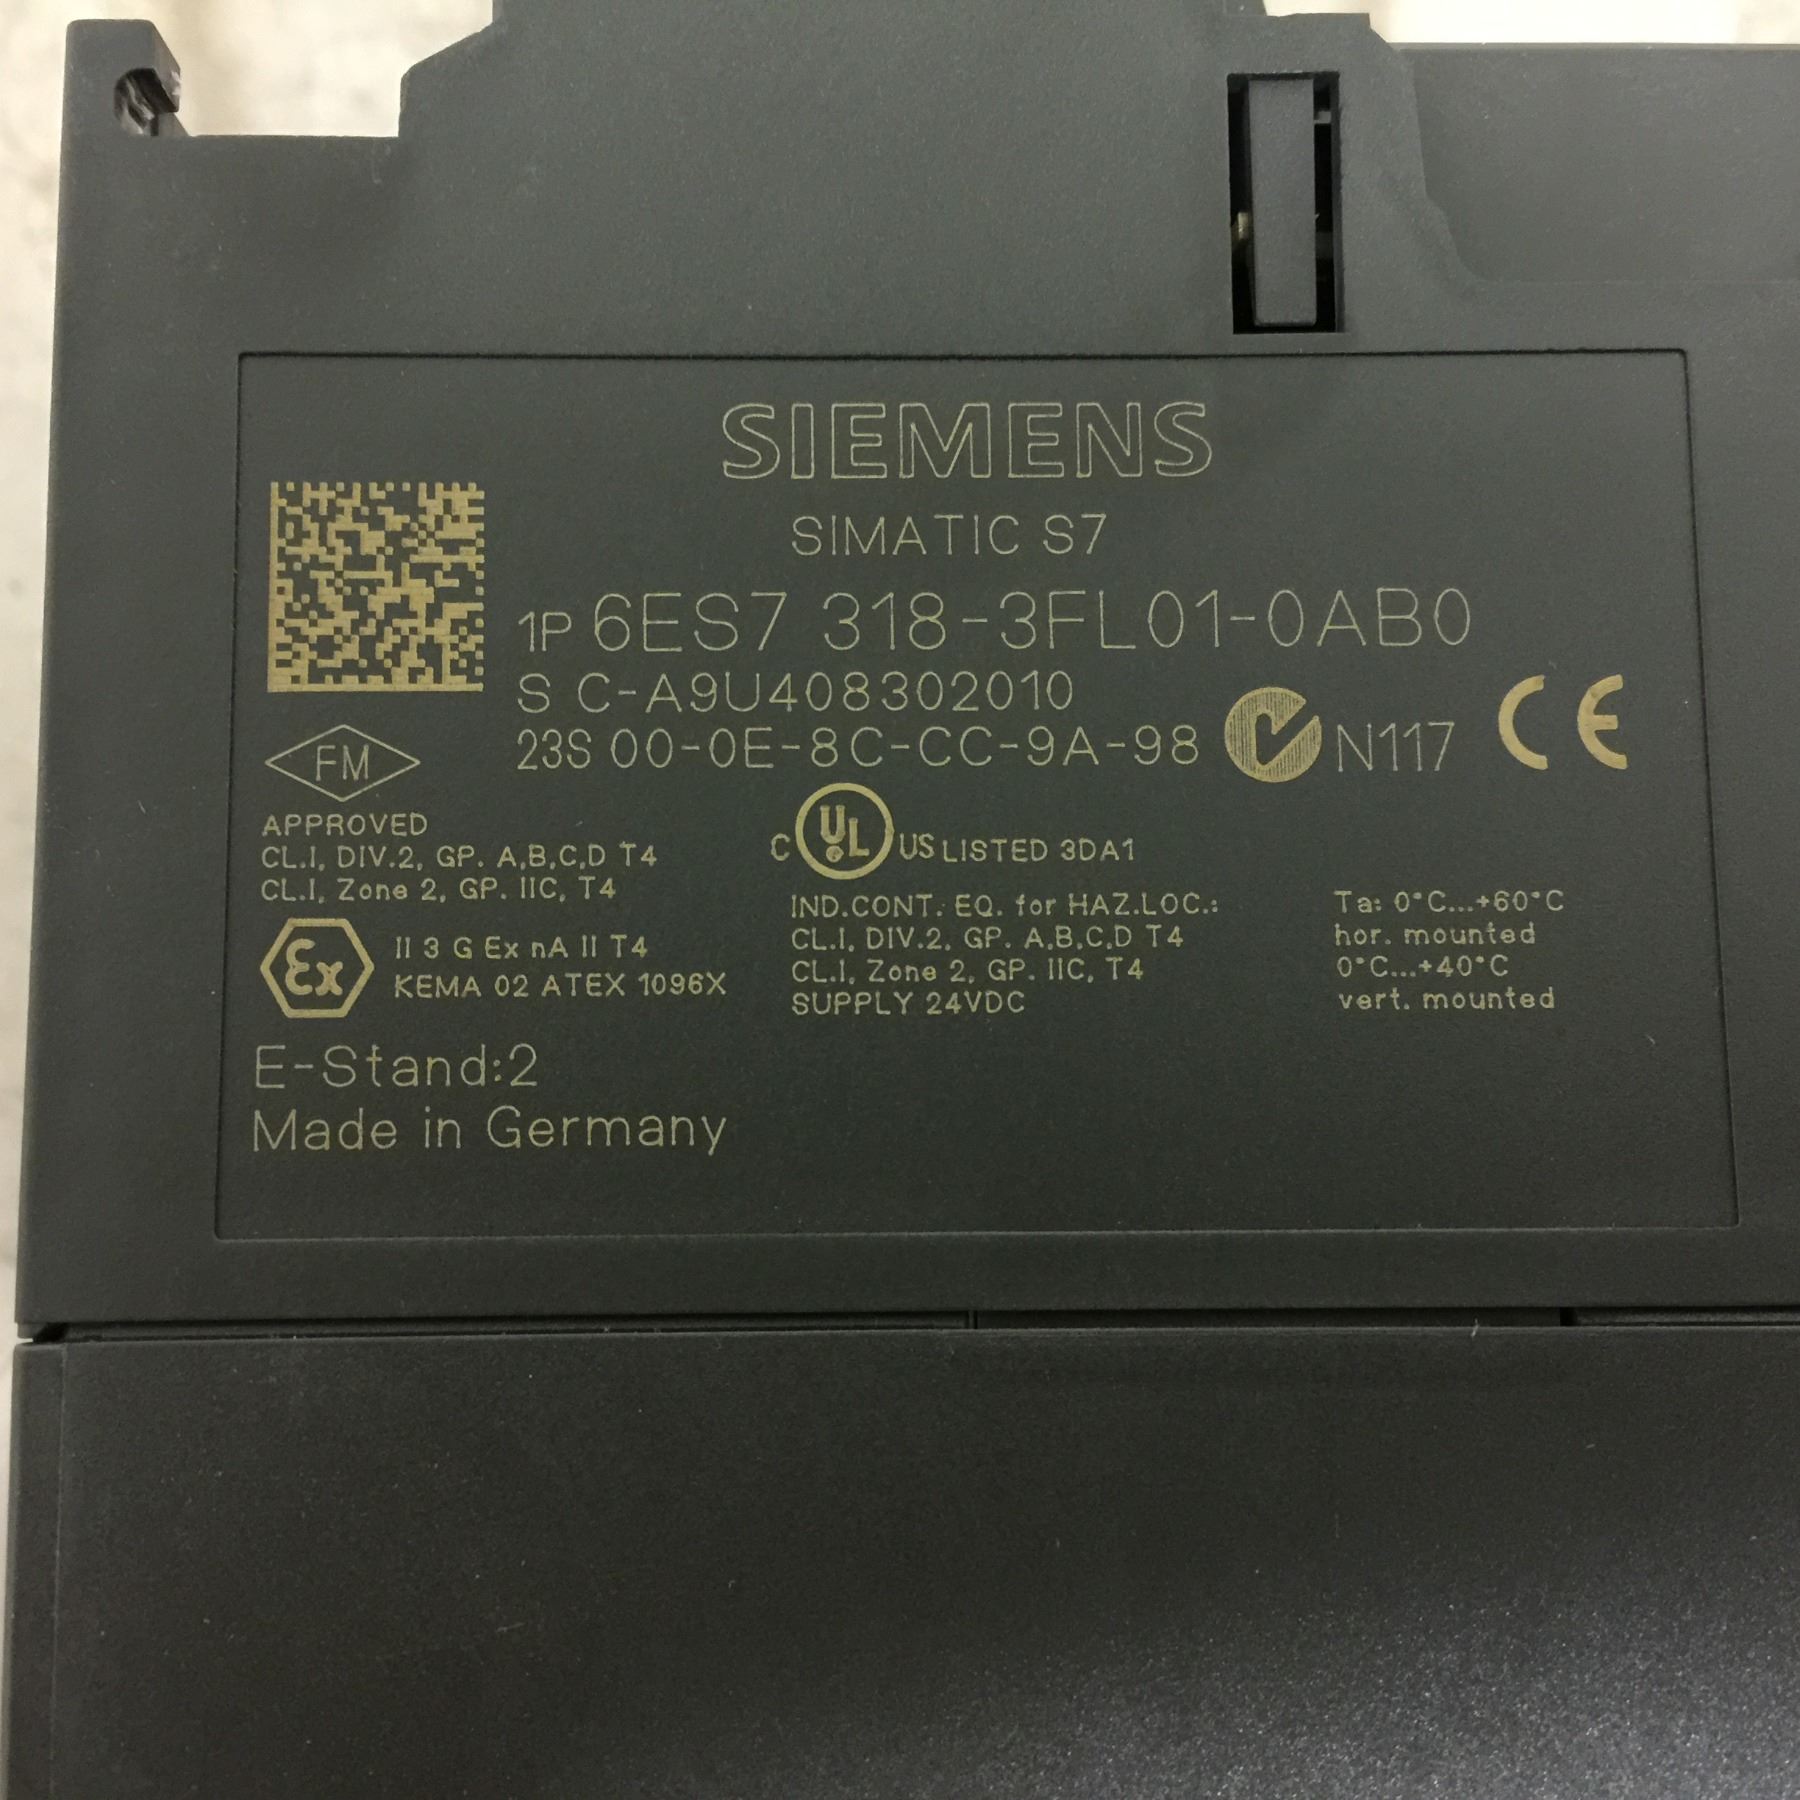 SIEMENS
SIMATIC S7
1P 6ES7 318-3FL01-0AB0
S C-A9U408302010
23S 00-0E-8C-CC-9A-98
N117
CE
FM
APPROVED
CL.I, DIV.2, GP. A,B,C,D T4
CL.I, Zone 2, GP. IIC, T4
C UL US LISTED 3DA1
IND.CONT. EQ. for HAZ.LOC.:
CL.I, DIV.2, GP. A,B,C,D T4
CL.I, Zone 2, GP. IIC, T4
SUPPLY 24VDC
Ta: 0°C...+60°C
hor. mounted
0°C...+40°C
vert. mounted
Ex
II 3 G Ex nA II T4
KEMA 02 ATEX 1096X
E-Stand:2
Made in Germany